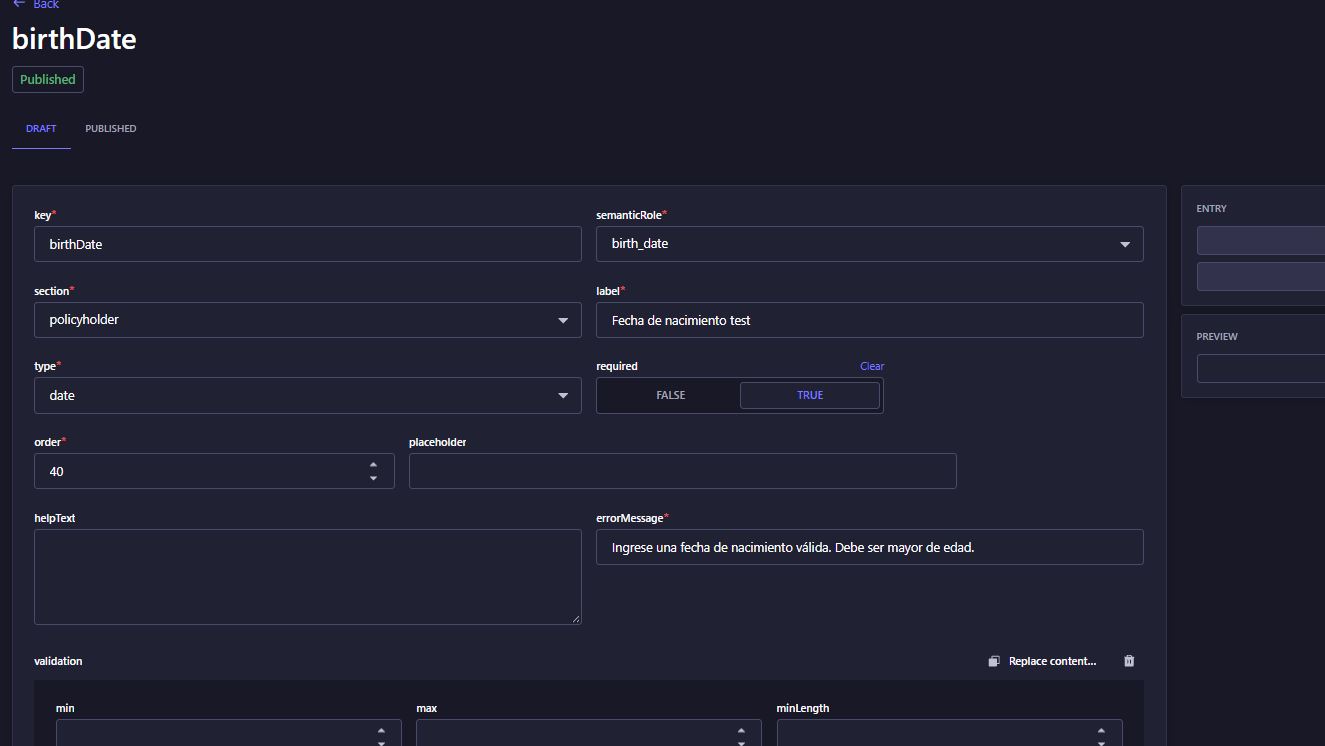 Back
birthDate
Published
DRAFT PUBLISHED
key* semanticRole*
birthDate birth_date
ENTRY
section* label*
policyholder Fecha de nacimiento test
PREVIEW
type* required Clear
date FALSE TRUE
order* placeholder
40
helpText errorMessage*
Ingrese una fecha de nacimiento válida. Debe ser mayor de edad.
validation Replace content...
min max minLength